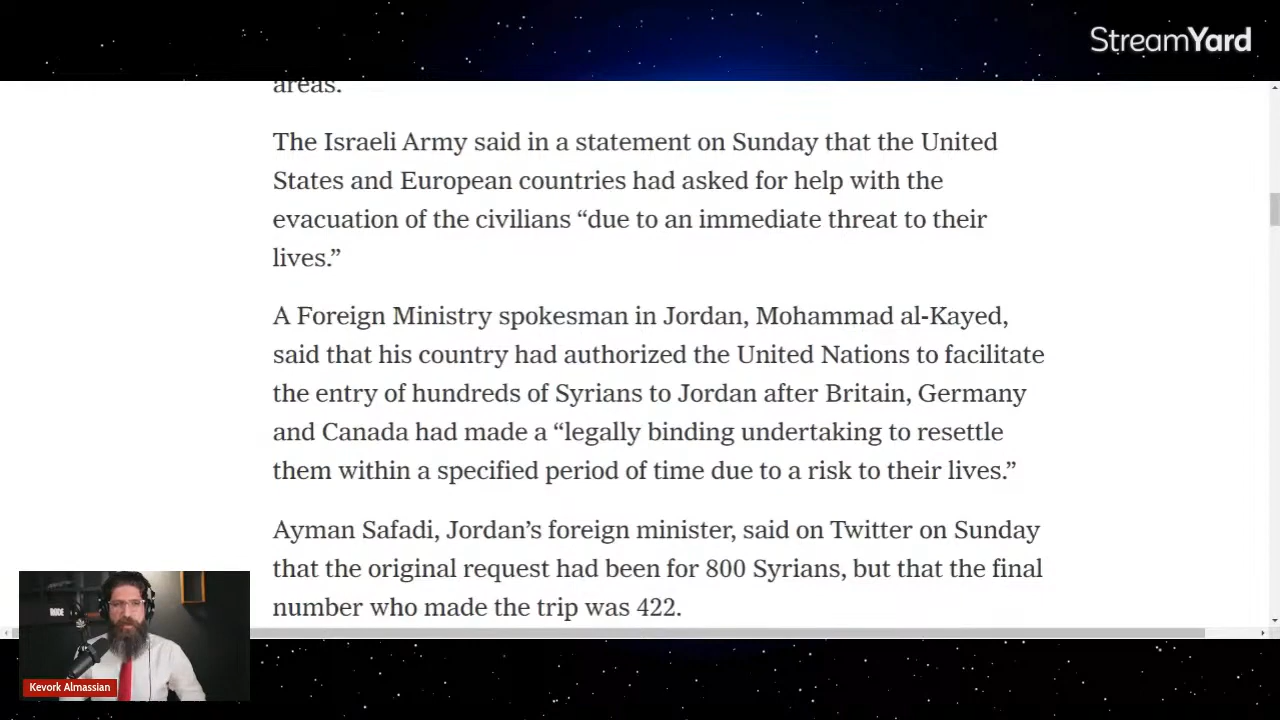 StreamYard
areas.
The Israeli Army said in a statement on Sunday that the United
States and European countries had asked for help with the
evacuation of the civilians “due to an immediate threat to their
lives.”
A Foreign Ministry spokesman in Jordan, Mohammad al-Kayed,
said that his country had authorized the United Nations to facilitate
the entry of hundreds of Syrians to Jordan after Britain, Germany
and Canada had made a “legally binding undertaking to resettle
them within a specified period of time due to a risk to their lives.”
Ayman Safadi, Jordan’s foreign minister, said on Twitter on Sunday
that the original request had been for 800 Syrians, but that the final
number who made the trip was 422.
RØDE
Kevork Almassian